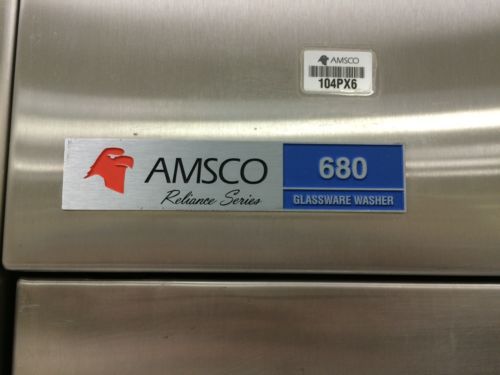 AMSCO
104PX6
AMSCO
Reliance Series
680
GLASSWARE WASHER